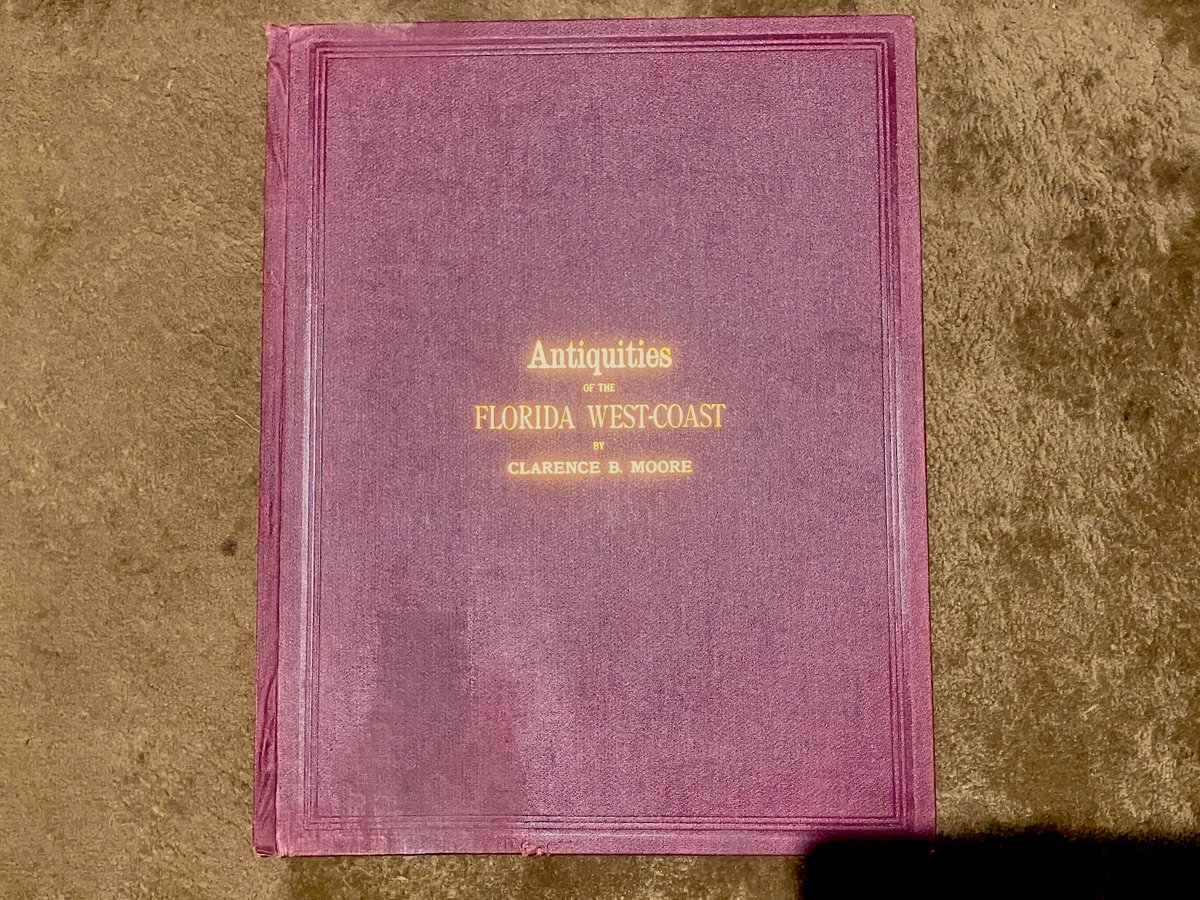 Antiquities
OF THE
FLORIDA WEST-COAST
BY
CLARENCE B. MOORE